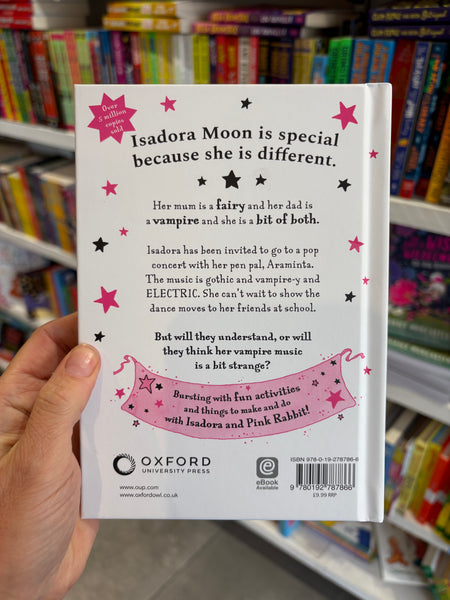 Over
5 million
copies
sold
Isadora Moon is special
because she is different.
Her mum is a fairy and her dad is
a vampire and she is a bit of both.
Isadora has been invited to go to a pop
concert with her pen pal, Araminta.
The music is gothic and vampire-y and
ELECTRIC. She can't wait to show the
dance moves to her friends at school.
But will they understand, or will
they think her vampire music
is a bit strange?
Bursting with fun activities
and things to make and do
with Isadora and Pink Rabbit!
OXFORD
UNIVERSITY PRESS
www.oup.com
www.oxfordowl.co.uk
e
eBook
Available
ISBN 978-0-19-278786-6
9 780192 787866
£9.99 RRP